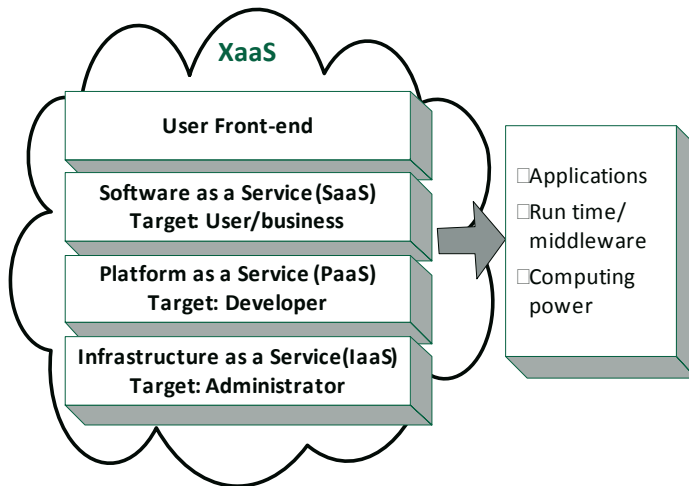 XaaS
User Front-end
Software as a Service (SaaS)
Target: User/business
Platform as a Service (PaaS)
Target: Developer
Infrastructure as a Service(IaaS)
Target: Administrator
□Applications
□Run time/
middleware
□Computing
power